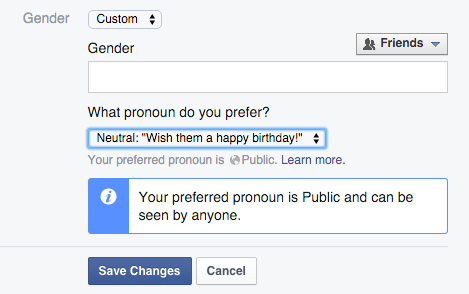 Gender Custom
Gender Friends
What pronoun do you prefer?
Neutral: "Wish them a happy birthday!"
Your preferred pronoun is Public. Learn more.
Your preferred pronoun is Public and can be
seen by anyone.
Save Changes Cancel